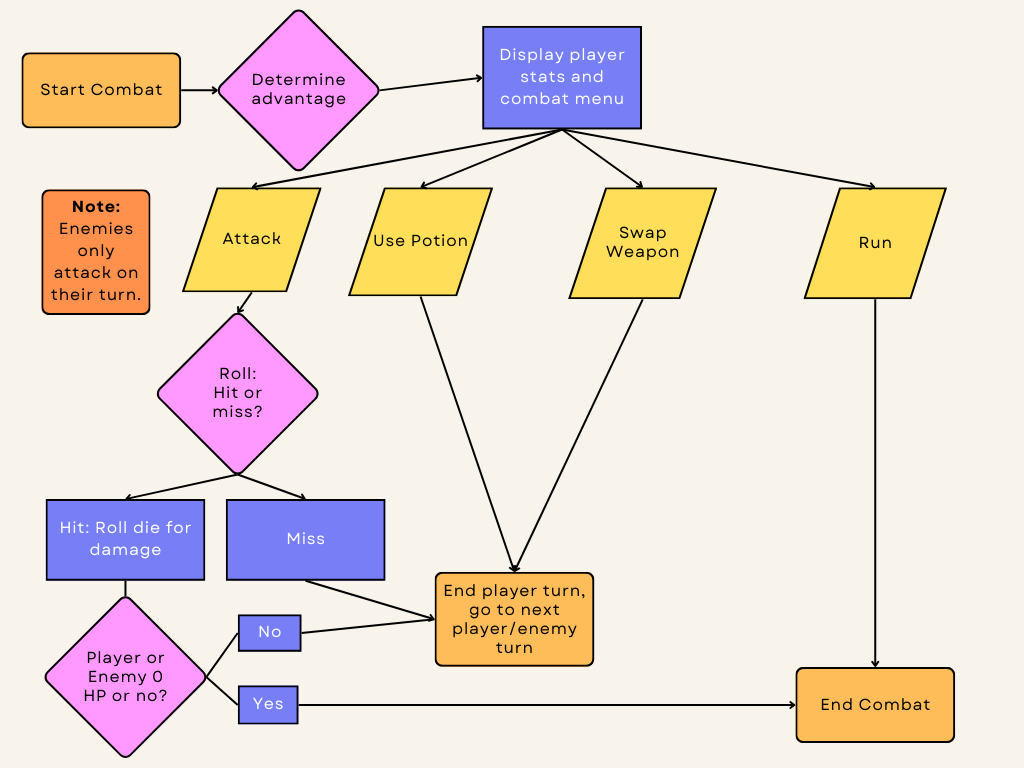 Start Combat
Determine
advantage
Display player
stats and
combat menu
Note:
Enemies
only
attack on
their turn.
Attack
Use Potion
Swap
Weapon
Run
Roll:
Hit or
miss?
Hit: Roll die for
damage
Miss
End player turn,
go to next
player/enemy
turn
Player or
Enemy 0
HP or no?
No
Yes
End Combat